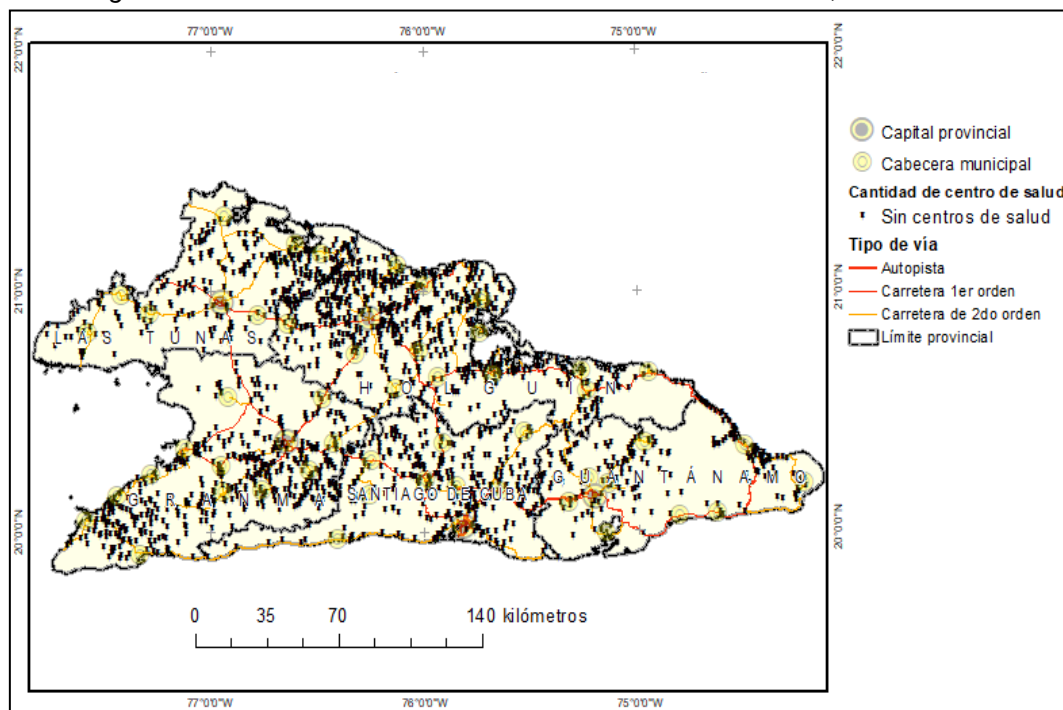 77°0'0"W 76°0'0"W 75°0'0"W
22°0'0"N 22°0'0"N
21°0'0"N 21°0'0"N
20°0'0"N 20°0'0"N
LAS TÚNAS
HOLGUÍN
GRANMA
SANTIAGO DE CUBA
GUÁNTÁNAMO
0 35 70 140 kilómetros
77°0'0"W 76°0'0"W 75°0'0"W
Capital provincial
Cabecera municipal
Cantidad de centro de salud
Sin centros de salud
Tipo de vía
Autopista
Carretera 1er orden
Carretera de 2do orden
Límite provincial